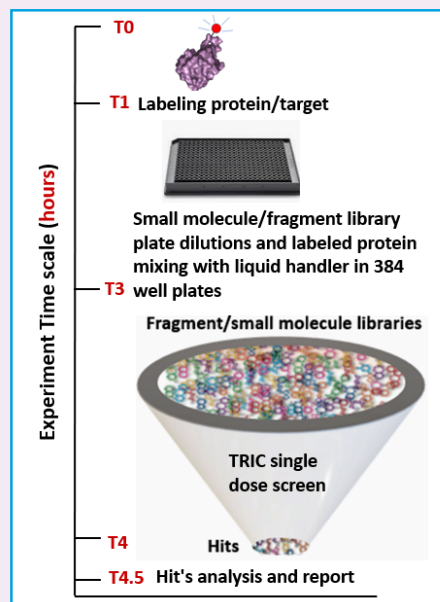 T0
T1 Labeling protein/target
Small molecule/fragment library
plate dilutions and labeled protein
mixing with liquid handler in 384
well plates
T3
Fragment/small molecule libraries
TRIC single
dose screen
T4
Hits
T4.5 Hit's analysis and report
Experiment Time scale (hours)